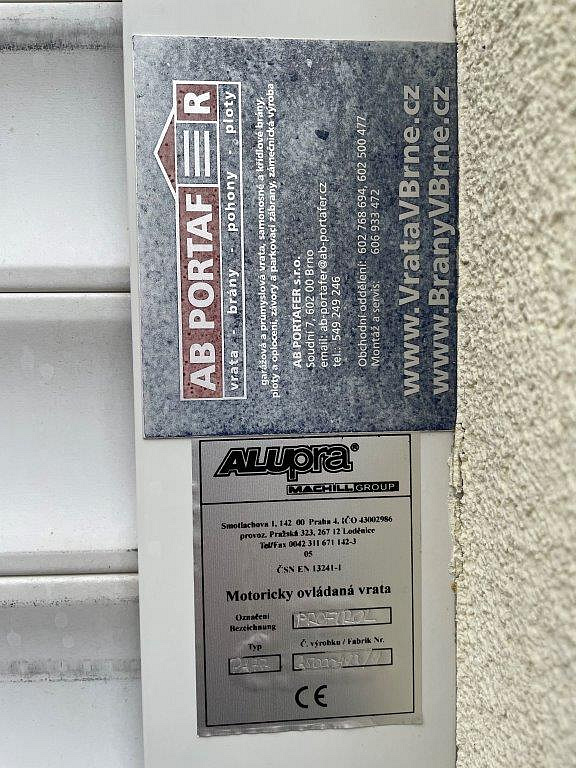 AB PORTAFER
vrata - brány - pohony - ploty
garážová a průmyslová vrata, samonosné a křídlové brány,
ploty a oplocení, závory a parkovací zábrany, zámečnická výroba
AB PORTAFER s.r.o.
Soudní 7, 602 00 Brno
email: ab-portafer@ab-portafer.cz
tel.: 549 249 246
Obchodní oddělení: 602 768 694, 602 500 477
Montáž a servis 606 933 472
www.VrataVBrne.cz
www.BranyVBrne.cz
ALUPRA®
MACHILL GROUP
Smotlachova 1, 142 00 Praha 4, IČO 43002986
provoz. Pražská 323, 267 12 Loděnice
Tel/Fax 0042 311 671 142-3
05
ČSN EN 13241-1
Motoricky ovládaná vrata
Označení
Bezeichnung
PROFIROL
Typ
Č. výrobku / Fabrik Nr.
CE